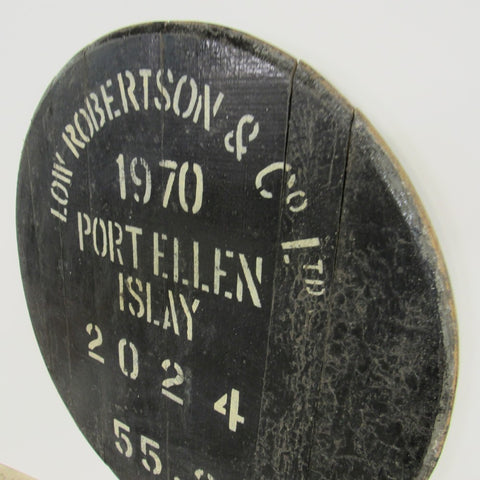 LOW ROBERTSON & Co. LTD
1970
PORT ELLEN
ISLAY
2024
55.